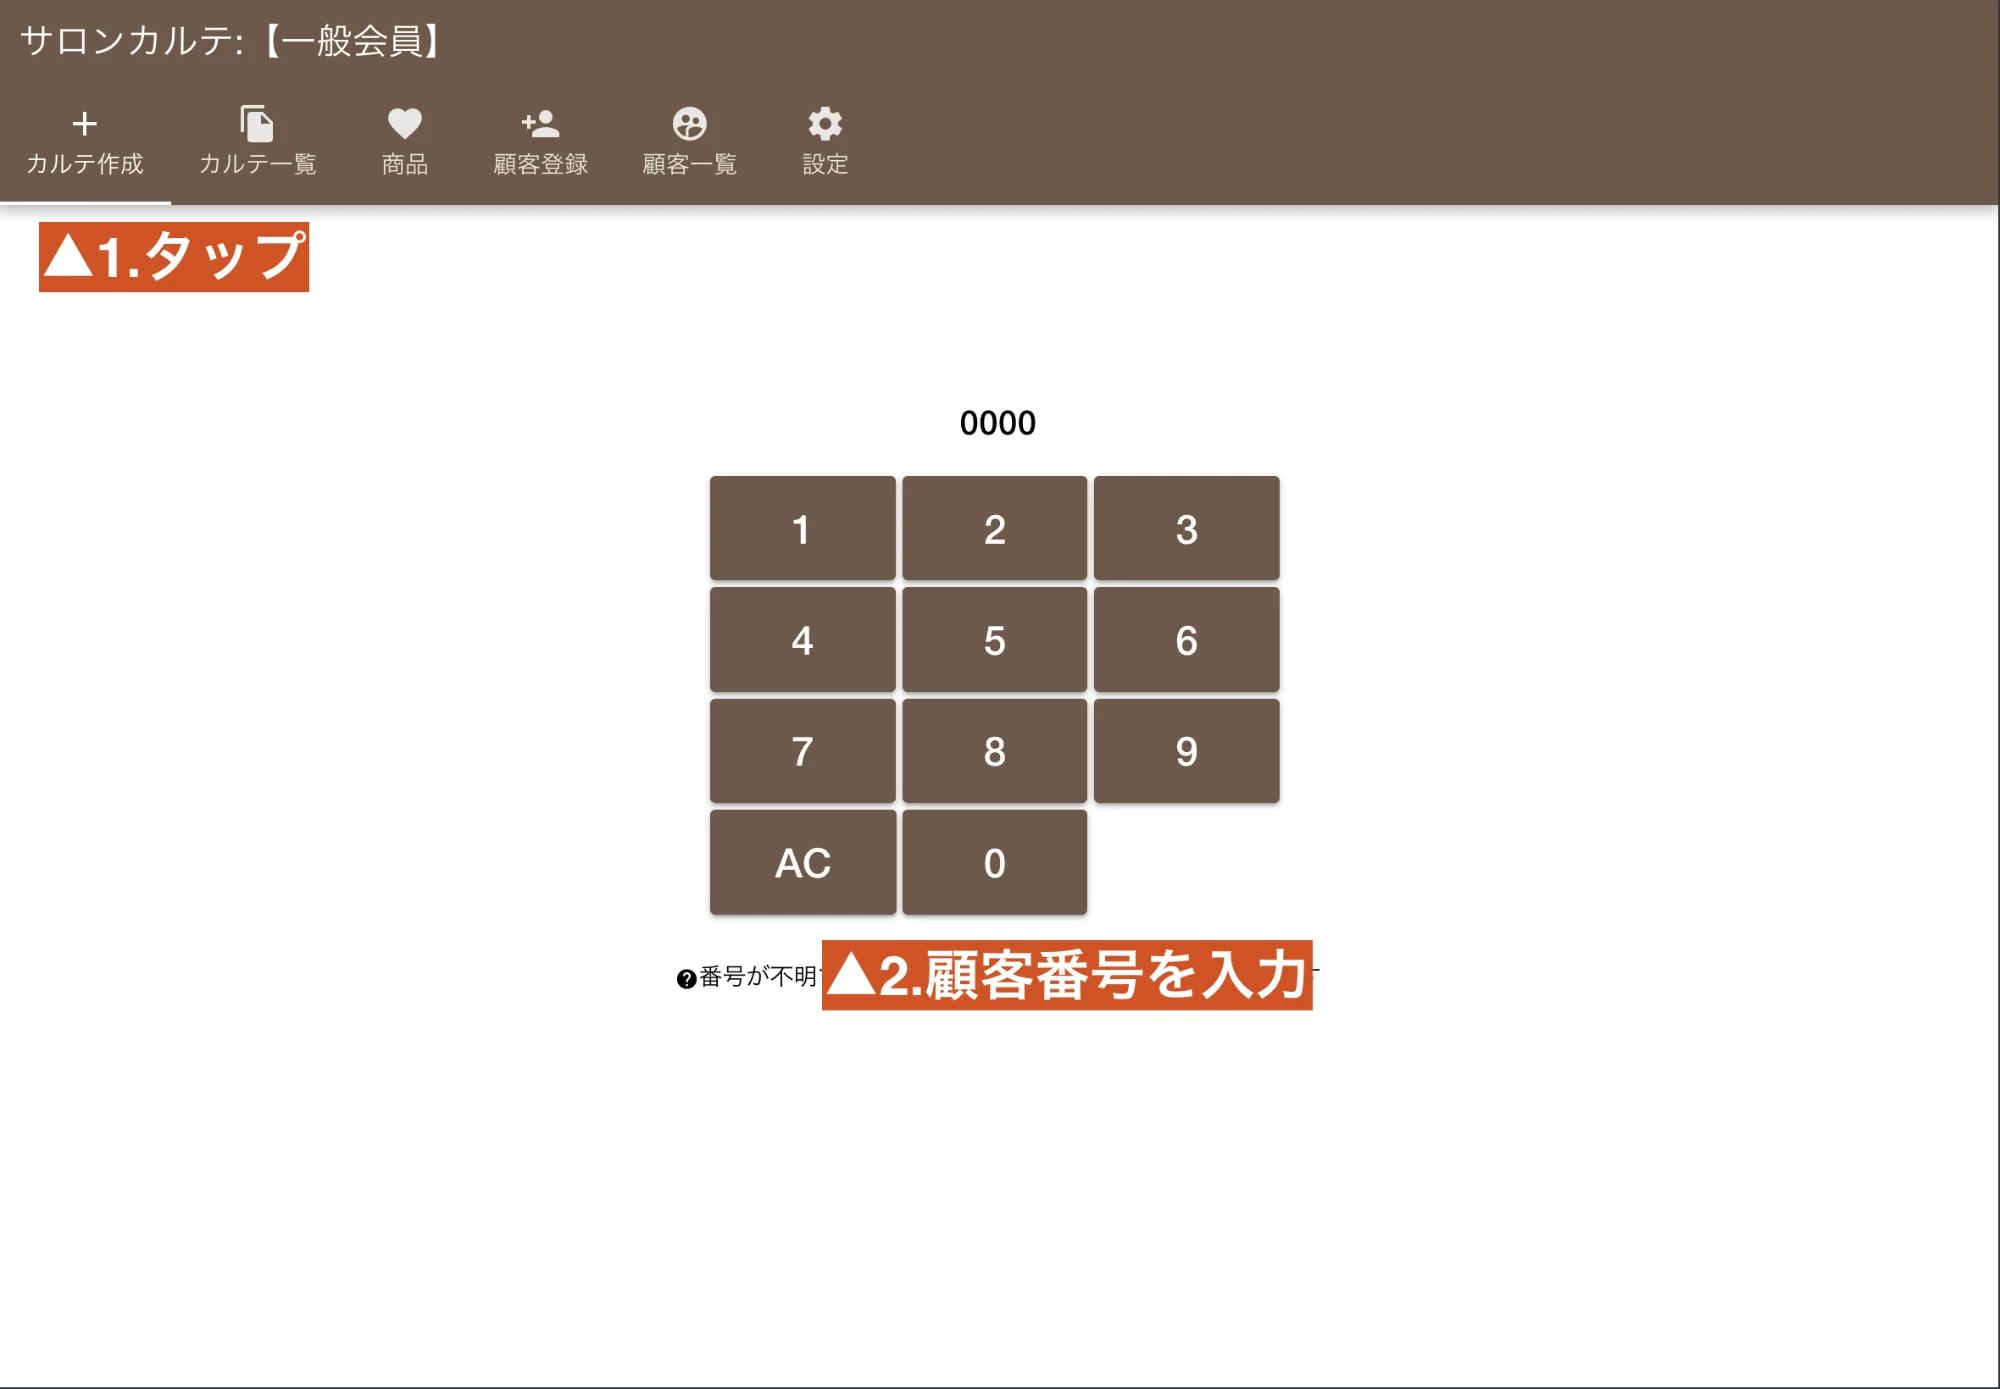 サロンカルテ:【一般会員】
カルテ作成 カルテ一覧 商品 顧客登録 顧客一覧 設定
▲1.タップ
0000
1 2 3
4 5 6
7 8 9
AC 0
番号が不明
▲2.顧客番号を入力